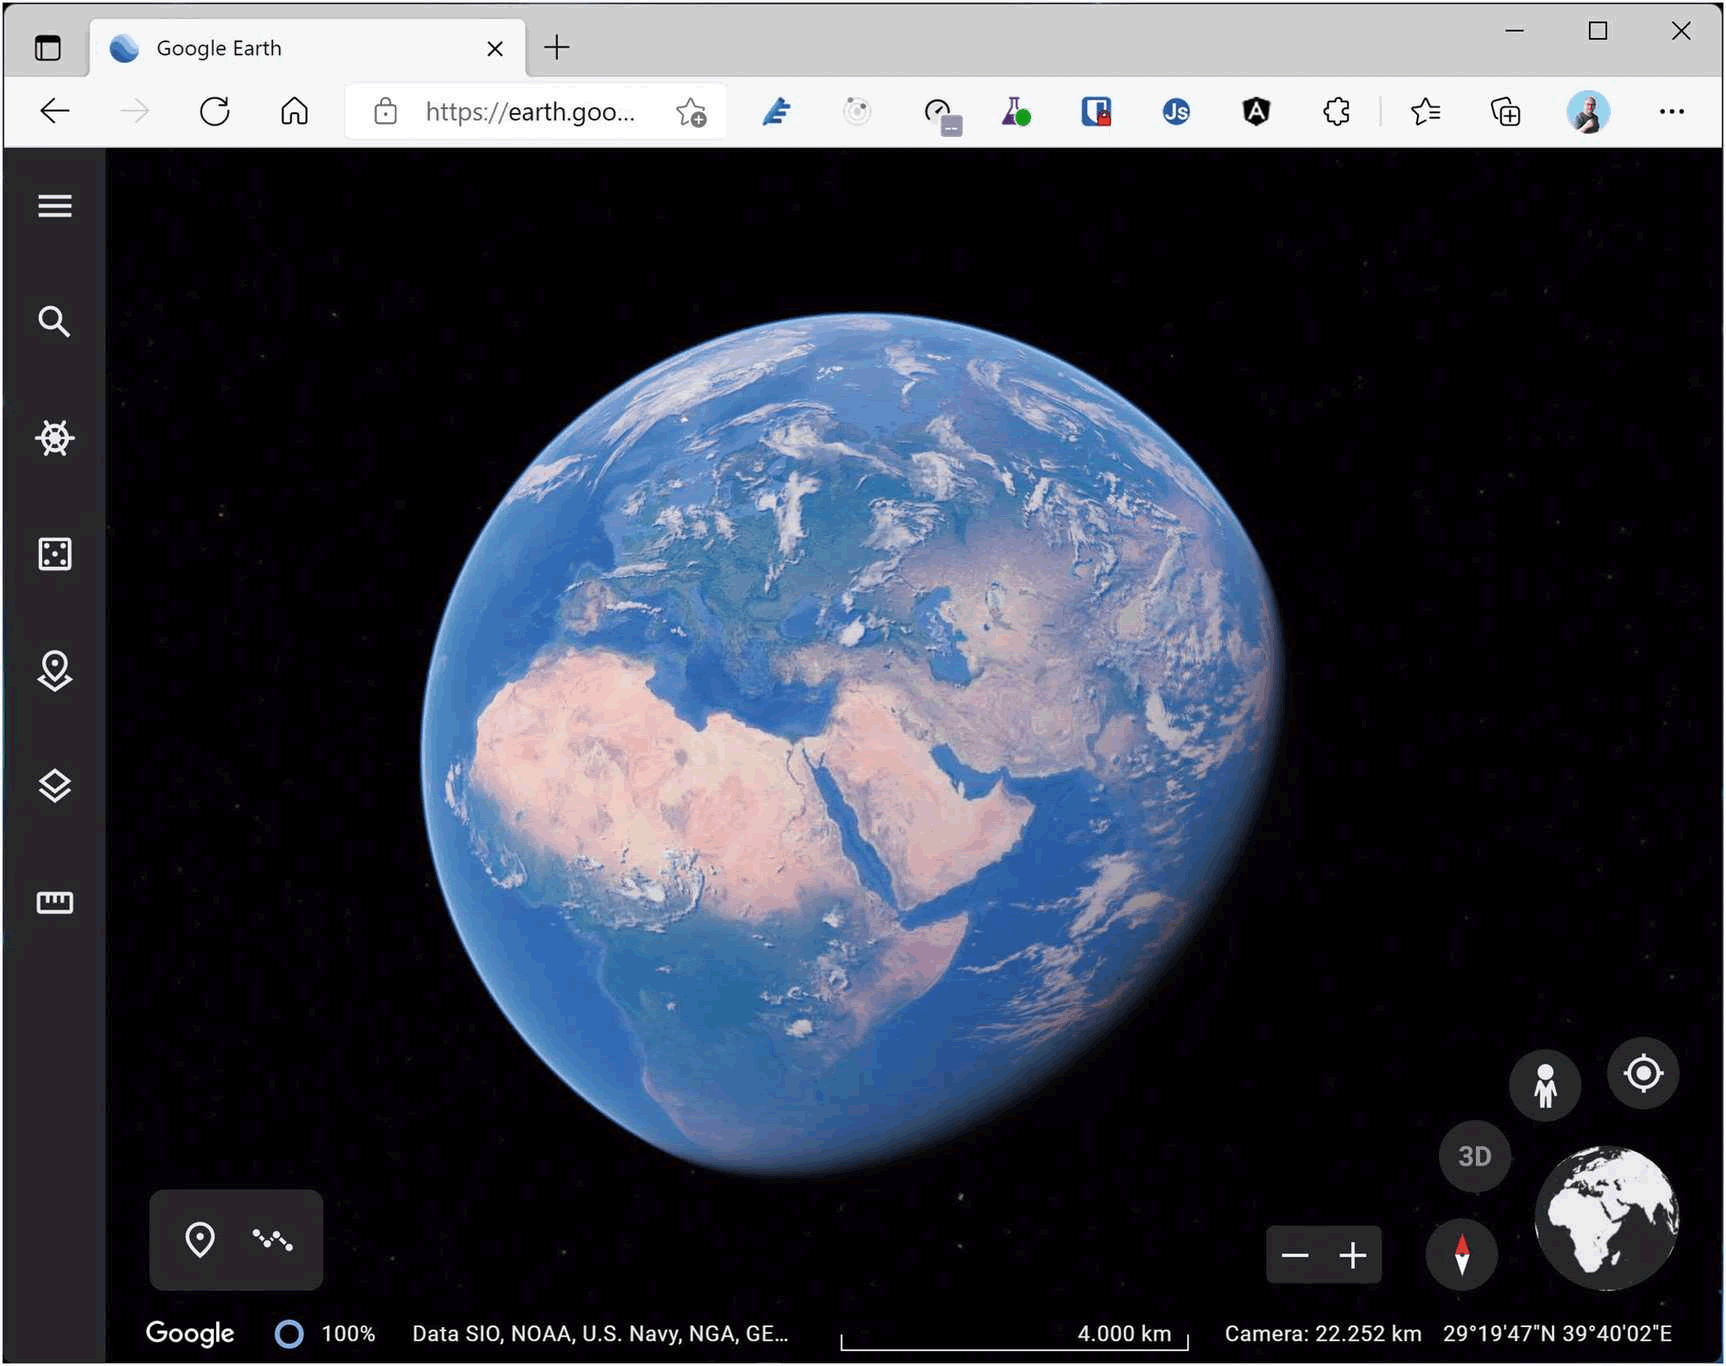 Google Earth
https://earth.goo...
JS
A
3D
Google 100% Data SIO, NOAA, U.S. Navy, NGA, GE... 4.000 km Camera: 22.252 km 29°19'47"N 39°40'02"E